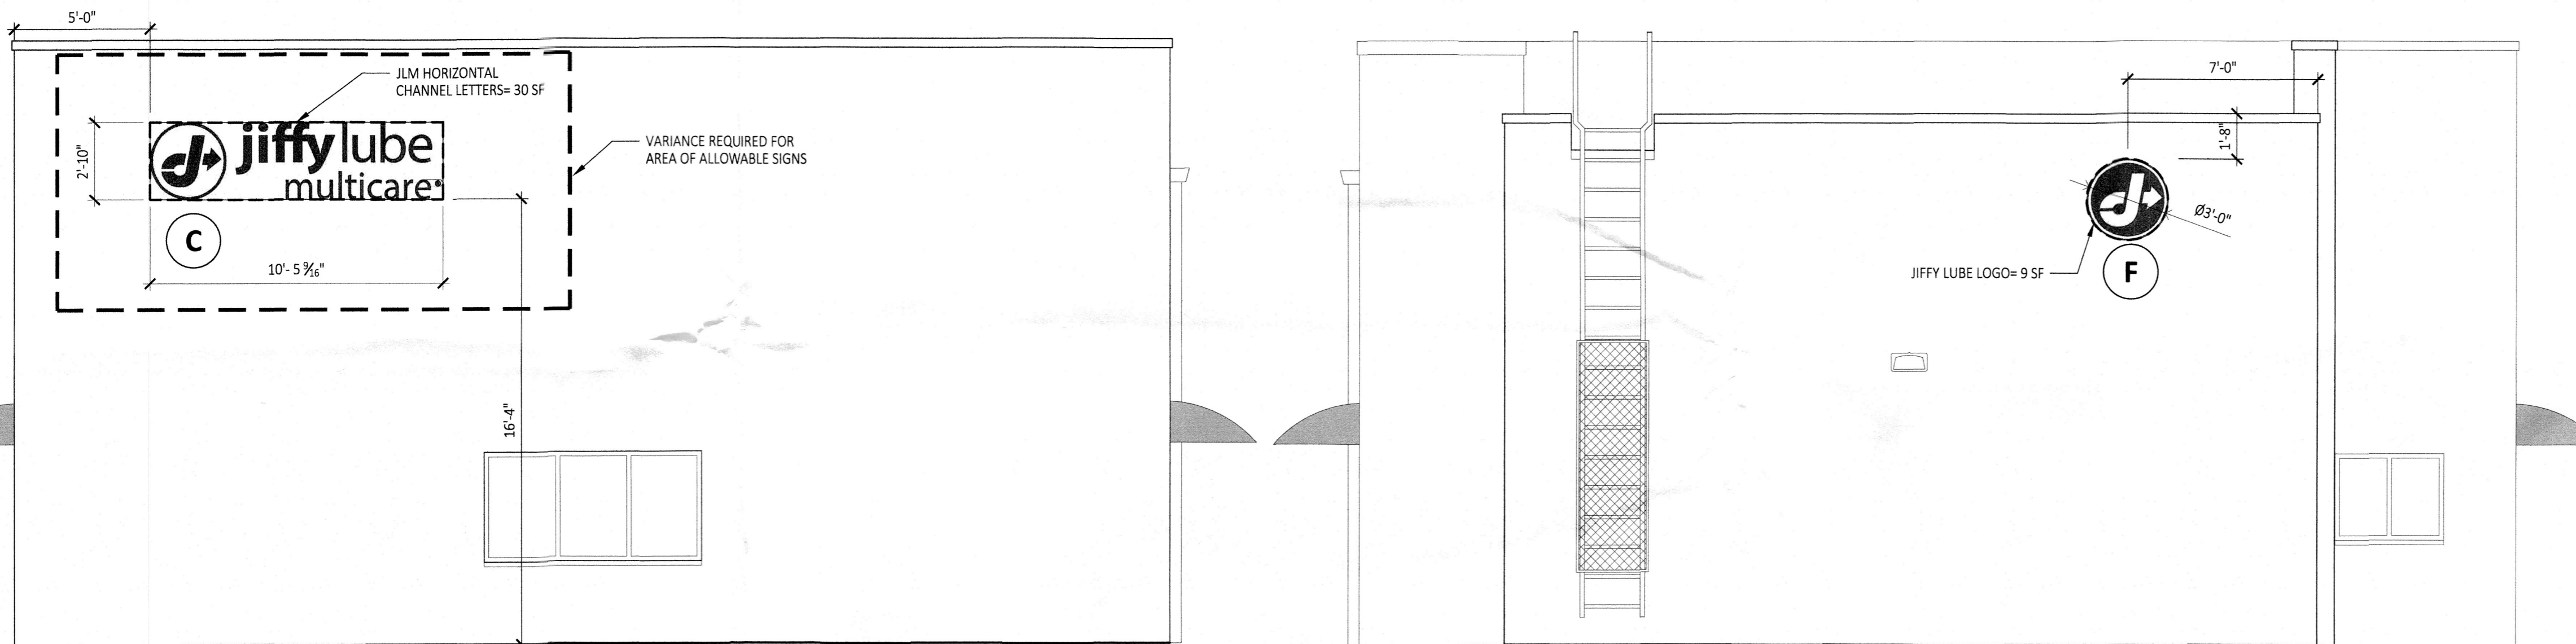 5'-0"
JLM HORIZONTAL
CHANNEL LETTERS= 30 SF
2'-10"
jiffylube
multicare
C
10'- 5 9/16"
VARIANCE REQUIRED FOR
AREA OF ALLOWABLE SIGNS
16'-4"
7'-0"
1'-8"
Ø3'-0"
JIFFY LUBE LOGO= 9 SF
F